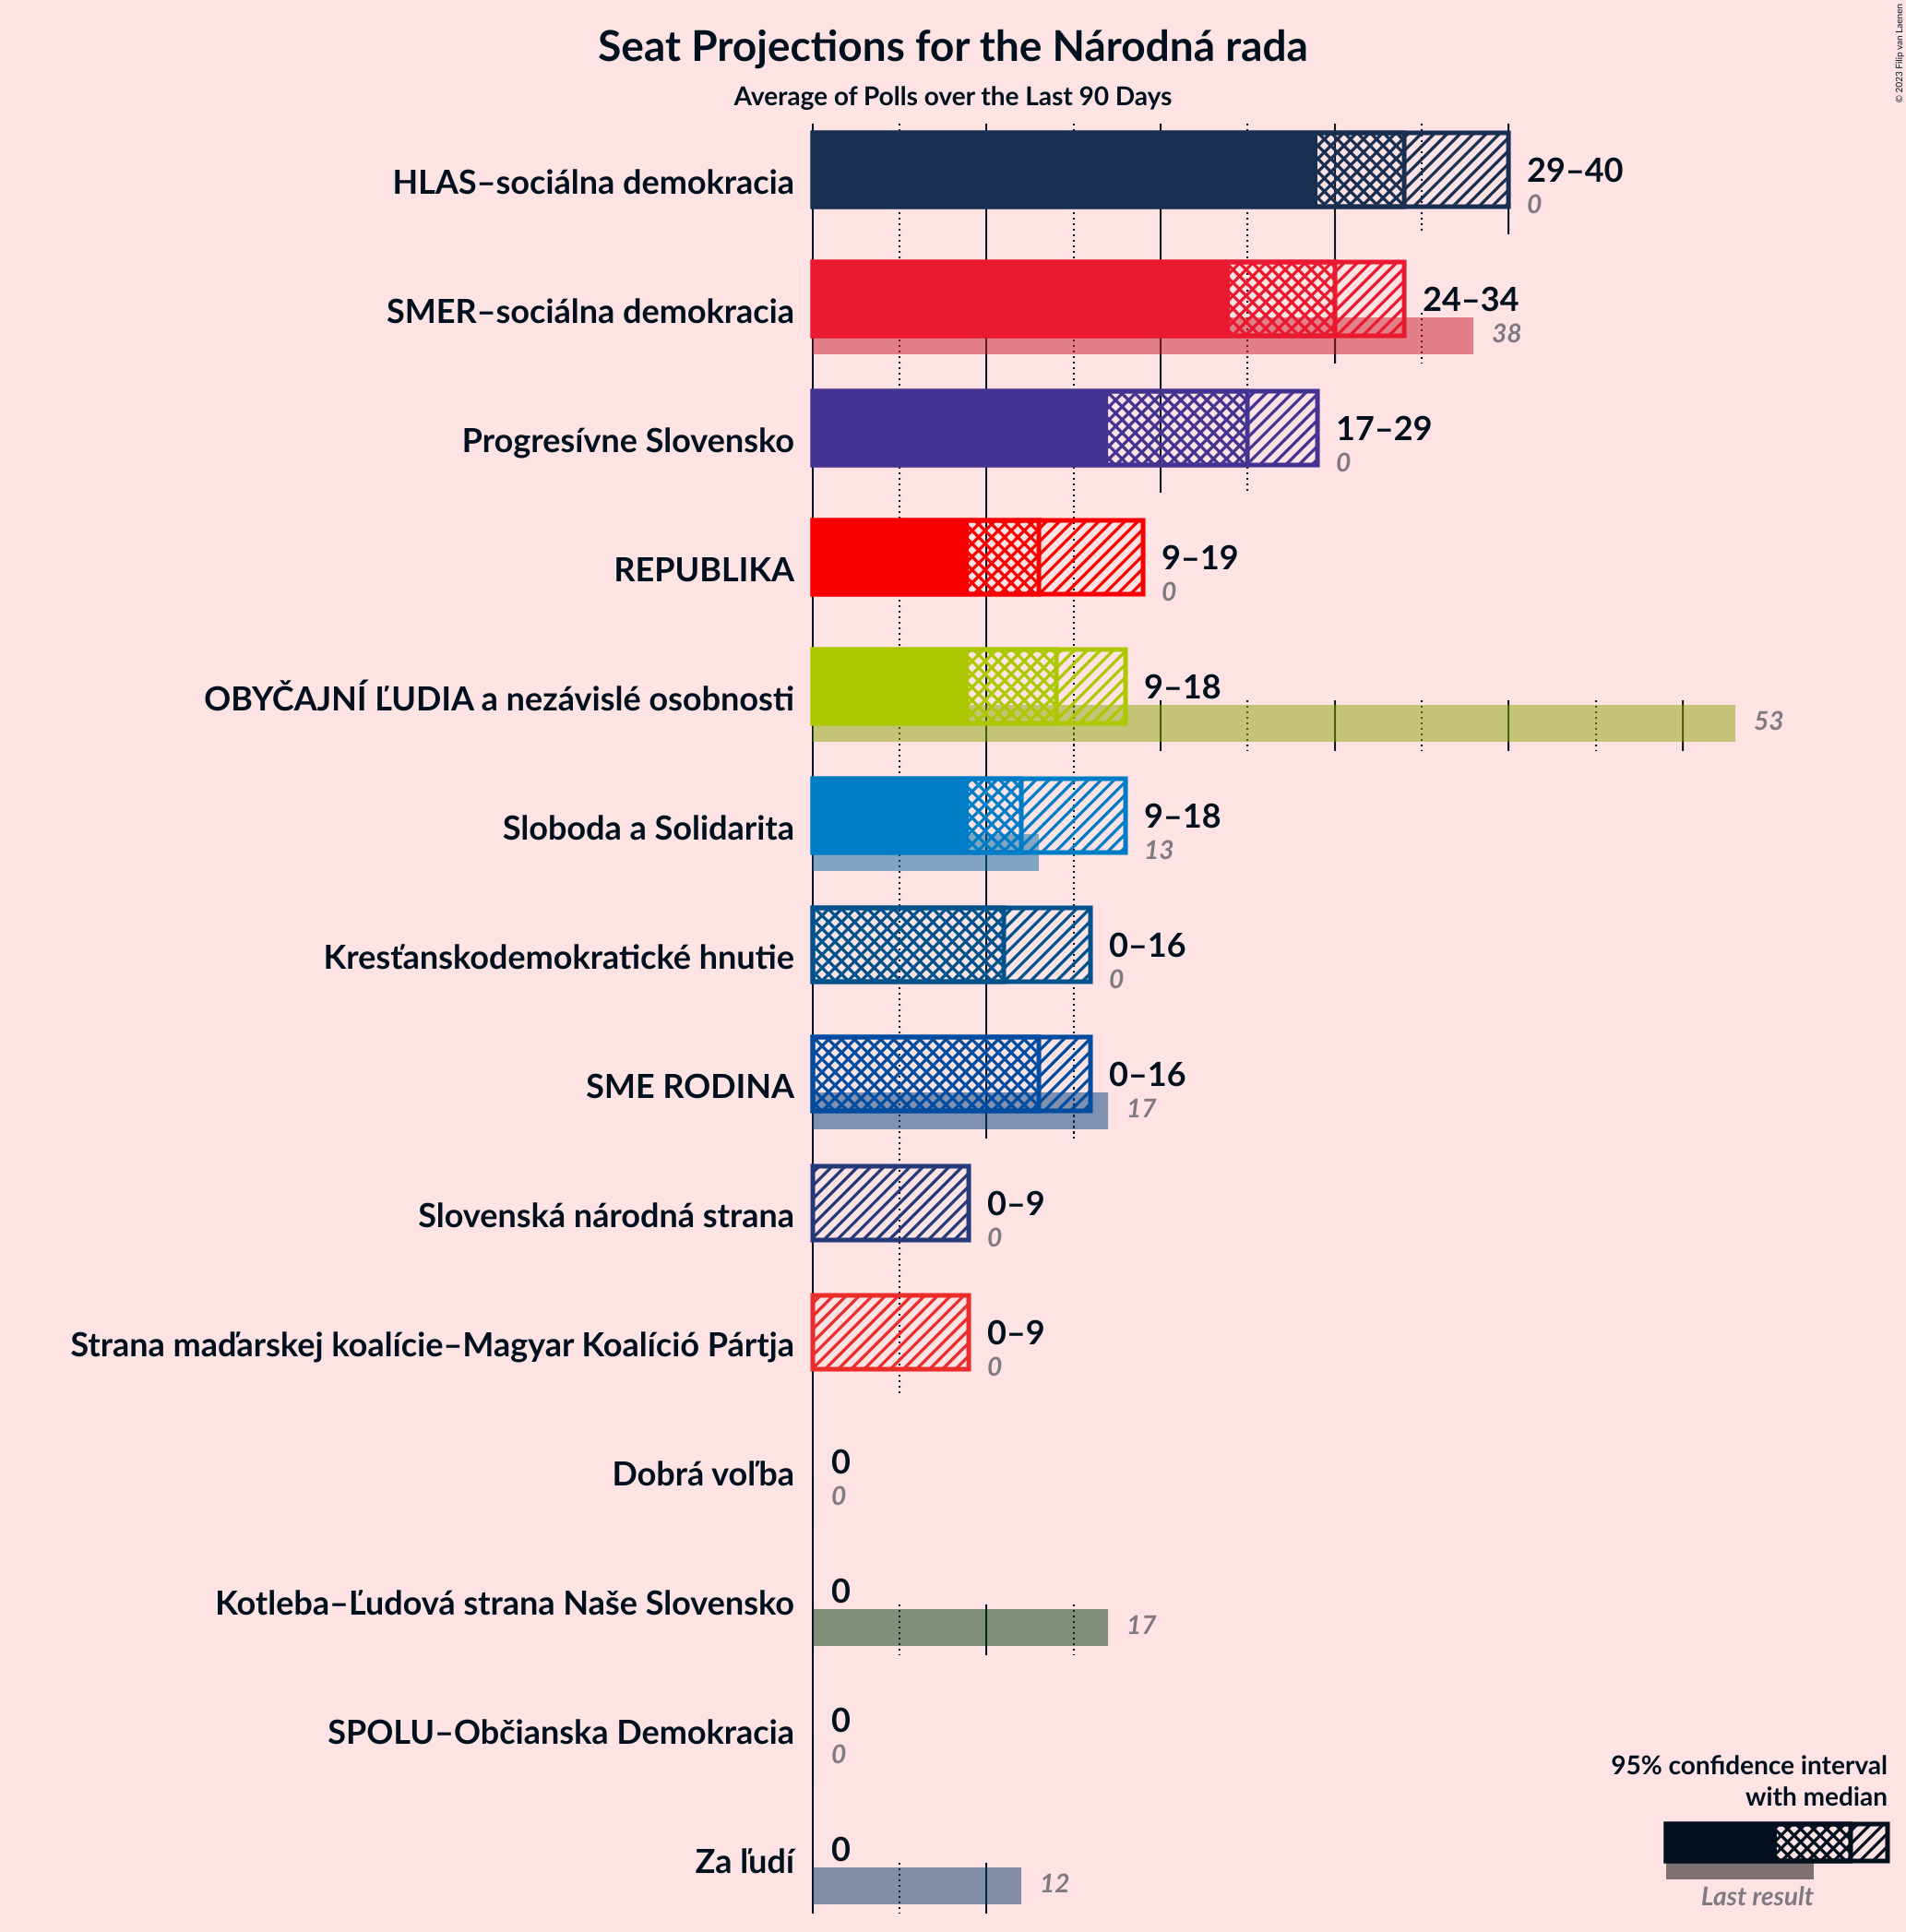 Seat Projections for the Národná rada
Average of Polls over the Last 90 Days
© 2023 Filip van Laenen
HLAS–sociálna demokracia
29–40
0
SMER–sociálna demokracia
24–34
38
Progresívne Slovensko
17–29
0
REPUBLIKA
9–19
0
OBYČAJNÍ ĽUDIA a nezávislé osobnosti
9–18
53
Sloboda a Solidarita
9–18
13
Kresťanskodemokratické hnutie
0–16
0
SME RODINA
0–16
17
Slovenská národná strana
0–9
0
Strana maďarskej koalície–Magyar Koalíció Pártja
0–9
0
Dobrá voľba
0
0
Kotleba–Ľudová strana Naše Slovensko
0
17
SPOLU–Občianska Demokracia
0
0
Za ľudí
0
12
95% confidence interval
with median
Last result